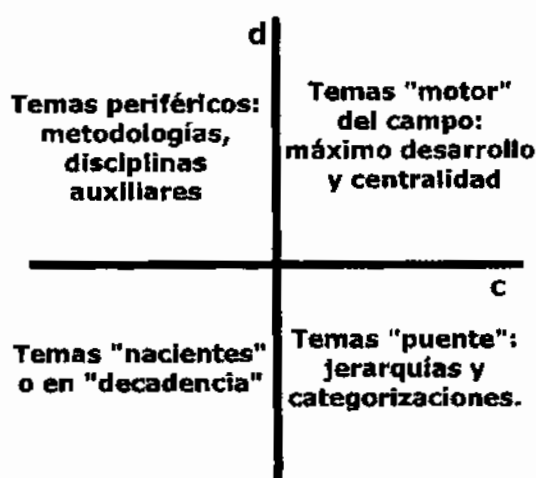 d
Temas periféricos:
metodologías,
disciplinas
auxiliares
Temas "motor"
del campo:
máximo desarrollo
y centralidad
c
Temas "nacientes"
o en "decadencia"
Temas "puente":
jerarquías y
categorizaciones.